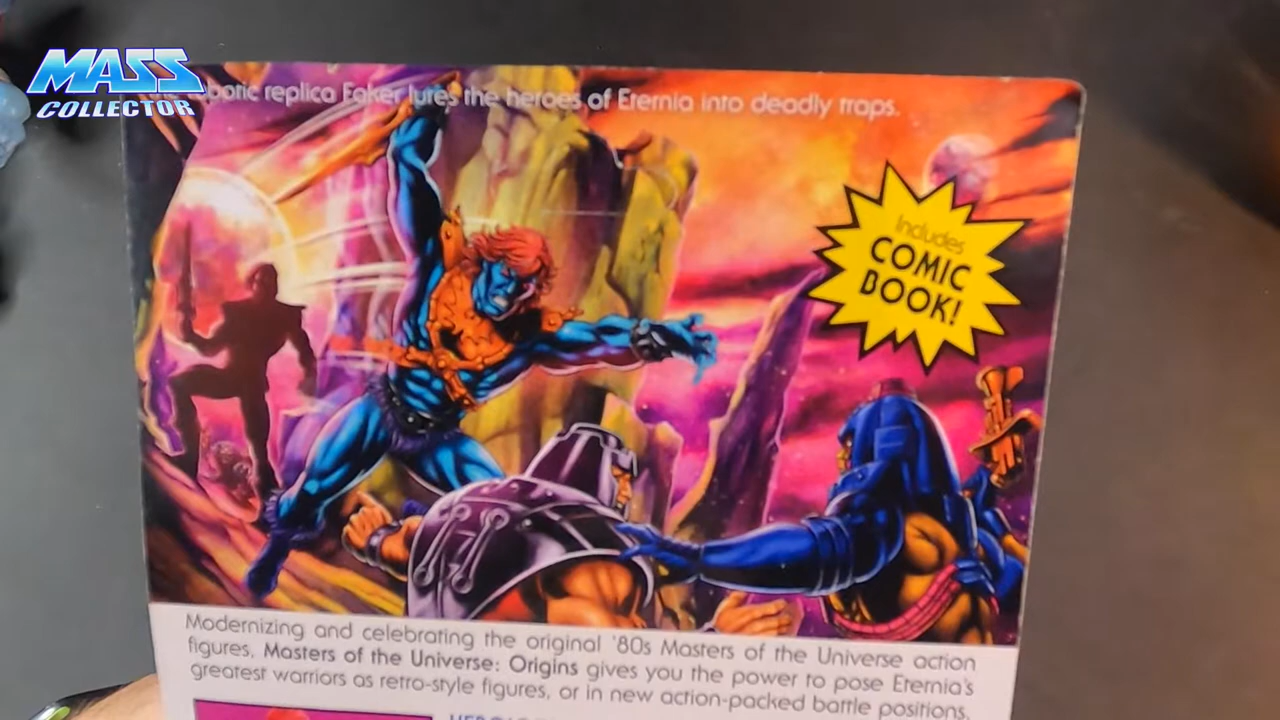 MASS
COLLECTOR
replica Faker lures the heroes of Eternia into deadly traps.
Includes
COMIC
BOOK!
Modernizing and celebrating the original '80s Masters of the Universe action
figures, Masters of the Universe: Origins gives you the power to pose Eternia's
greatest warriors as retro-style figures, or in new action-packed battle positions.